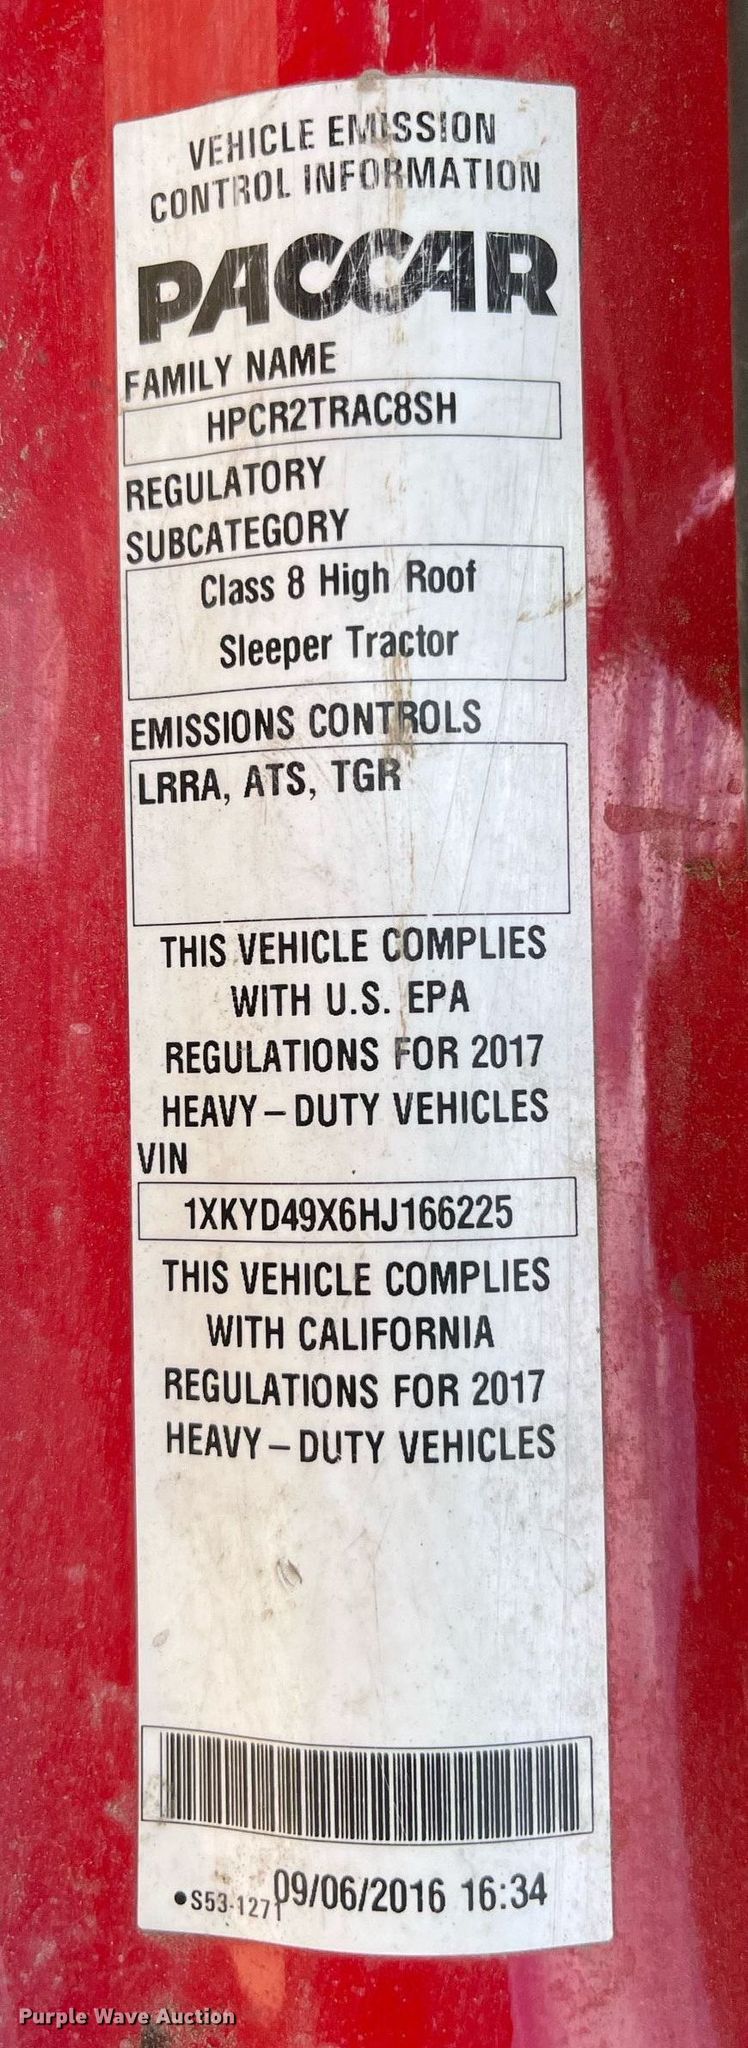 VEHICLE EMISSION
CONTROL INFORMATION
PACCAR
FAMILY NAME
HPCR2TRAC8SH
REGULATORY
SUBCATEGORY
Class 8 High Roof
Sleeper Tractor
EMISSIONS CONTROLS
LRRA, ATS, TGR
THIS VEHICLE COMPLIES
WITH U.S. EPA
REGULATIONS FOR 2017
HEAVY – DUTY VEHICLES
VIN
1XKYD49X6HJ166225
THIS VEHICLE COMPLIES
WITH CALIFORNIA
REGULATIONS FOR 2017
HEAVY – DUTY VEHICLES
•S53-1271 09/06/2016 16:34
Purple Wave Auction